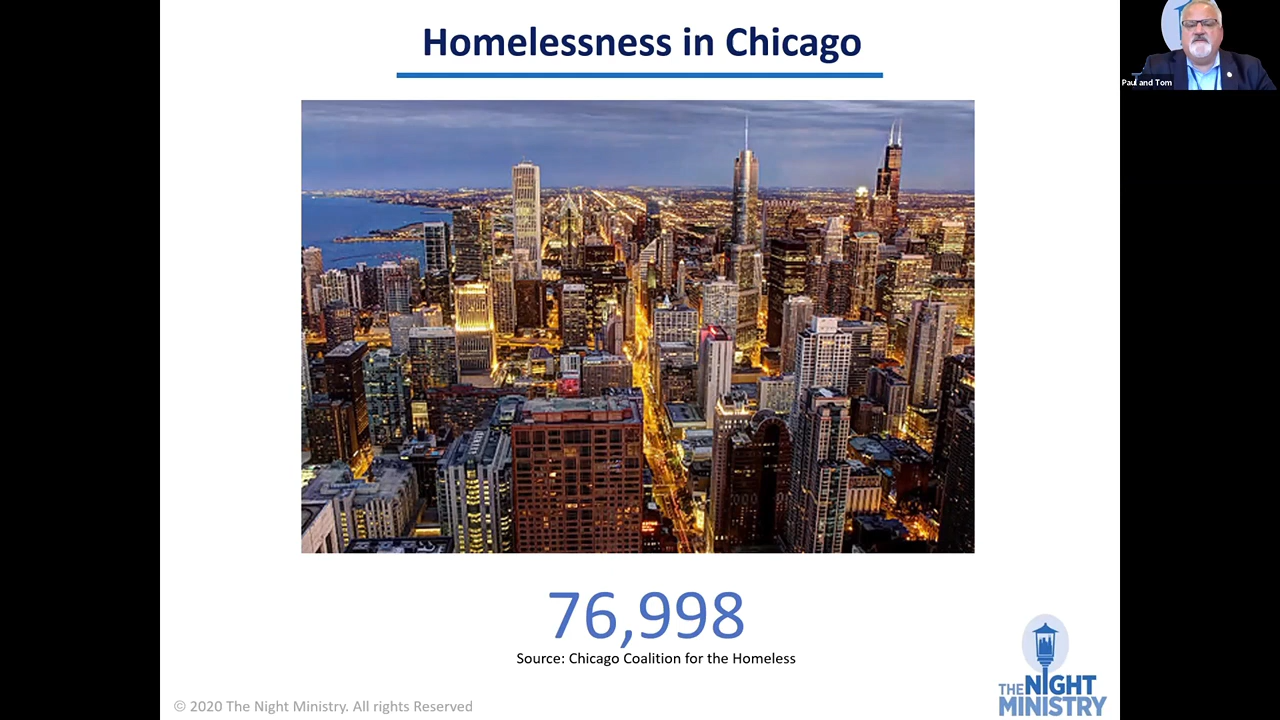 Homelessness in Chicago
Paul and Tom
76,998
Source: Chicago Coalition for the Homeless
© 2020 The Night Ministry. All rights Reserved
THE NIGHT
MINISTRY